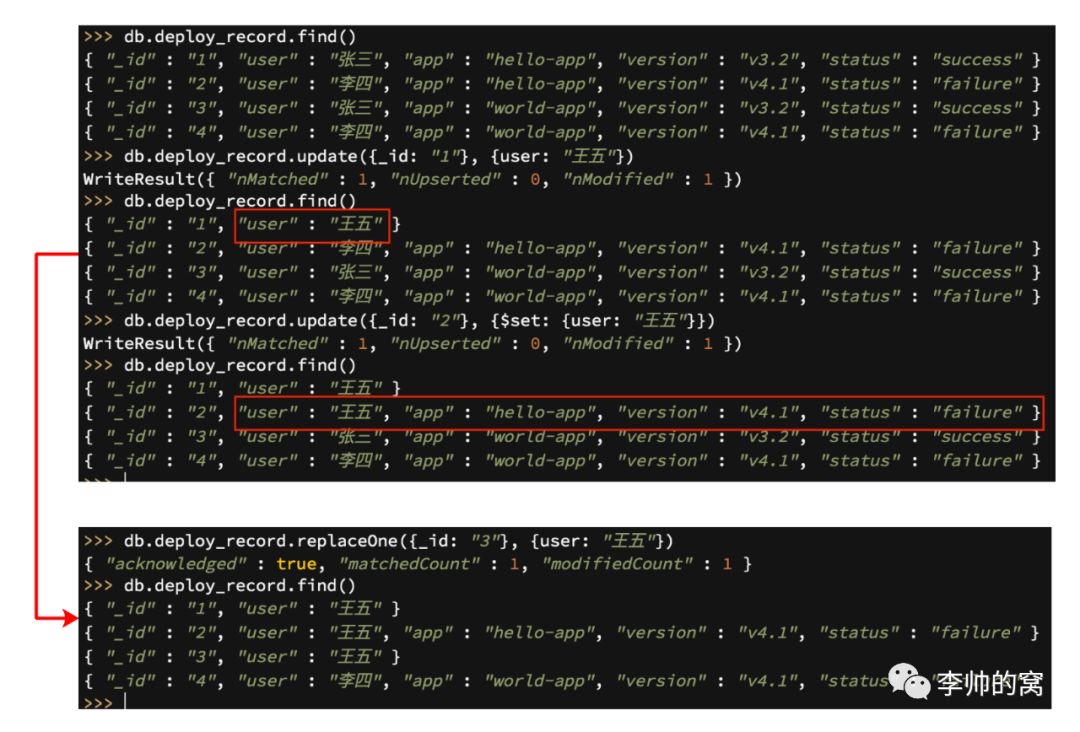 >>> db.deploy_record.find()
{ "_id" : "1", "user" : "张三", "app" : "hello-app", "version" : "v3.2", "status" : "success" }
{ "_id" : "2", "user" : "李四", "app" : "hello-app", "version" : "v4.1", "status" : "failure" }
{ "_id" : "3", "user" : "张三", "app" : "world-app", "version" : "v3.2", "status" : "success" }
{ "_id" : "4", "user" : "李四", "app" : "world-app", "version" : "v4.1", "status" : "failure" }
>>> db.deploy_record.update({_id: "1"}, {user: "王五"})
WriteResult({ "nMatched" : 1, "nUpserted" : 0, "nModified" : 1 })
>>> db.deploy_record.find()
{ "_id" : "1", "user" : "王五" }
{ "_id" : "2", "user" : "李四", "app" : "hello-app", "version" : "v4.1", "status" : "failure" }
{ "_id" : "3", "user" : "张三", "app" : "world-app", "version" : "v3.2", "status" : "success" }
{ "_id" : "4", "user" : "李四", "app" : "world-app", "version" : "v4.1", "status" : "failure" }
>>> db.deploy_record.update({_id: "2"}, {$set: {user: "王五"}})
WriteResult({ "nMatched" : 1, "nUpserted" : 0, "nModified" : 1 })
>>> db.deploy_record.find()
{ "_id" : "1", "user" : "王五" }
{ "_id" : "2", "user" : "王五", "app" : "hello-app", "version" : "v4.1", "status" : "failure" }
{ "_id" : "3", "user" : "张三", "app" : "world-app", "version" : "v3.2", "status" : "success" }
{ "_id" : "4", "user" : "李四", "app" : "world-app", "version" : "v4.1", "status" : "failure" }
>>>
>>> db.deploy_record.replaceOne({_id: "3"}, {user: "王五"})
{ "acknowledged" : true, "matchedCount" : 1, "modifiedCount" : 1 }
>>> db.deploy_record.find()
{ "_id" : "1", "user" : "王五" }
{ "_id" : "2", "user" : "王五", "app" : "hello-app", "version" : "v4.1", "status" : "failure" }
{ "_id" : "3", "user" : "王五" }
{ "_id" : "4", "user" : "李四", "app" : "world-app", "version" : "v4.1", "status
李帅的窝
>>>